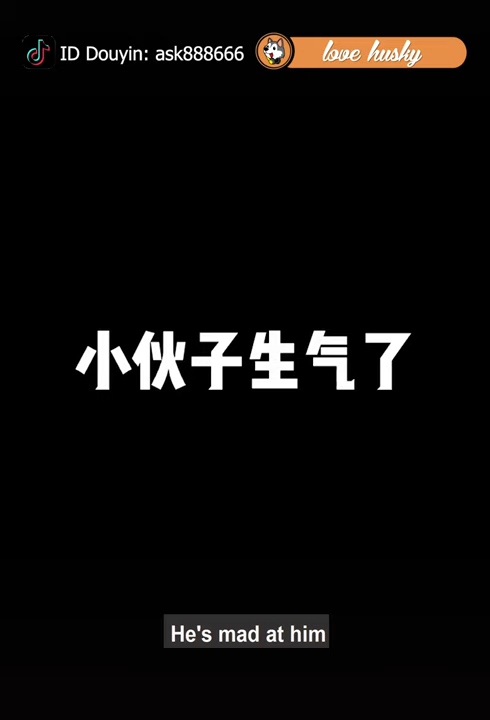 ID Douyin: ask888666
love husky
小伙子生气了
He's mad at him